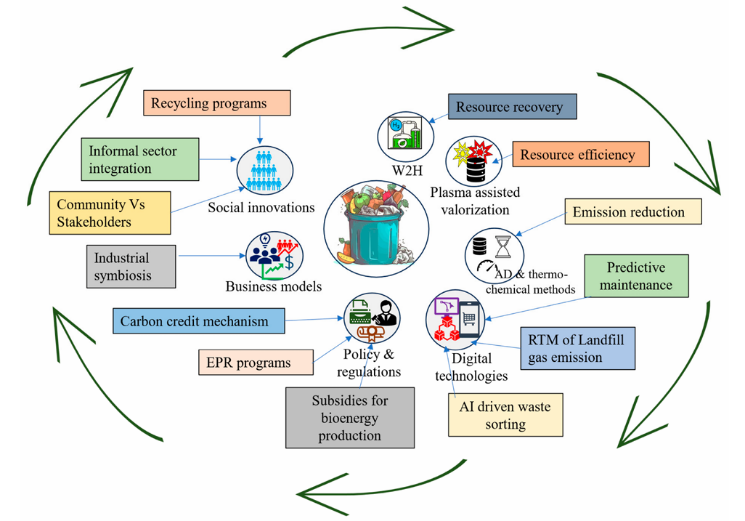 Recycling programs
Resource recovery
Informal sector
integration
W2H
Resource efficiency
Plasma assisted
valorization
Community Vs
Stakeholders
Social innovations
Emission reduction
Industrial
symbiosis
Business models
AD & thermo-
chemical methods
Predictive
maintenance
Carbon credit mechanism
EPR programs
Policy &
regulations
Digital
technologies
RTM of Landfill
gas emission
Subsidies for
bioenergy
production
AI driven waste
sorting